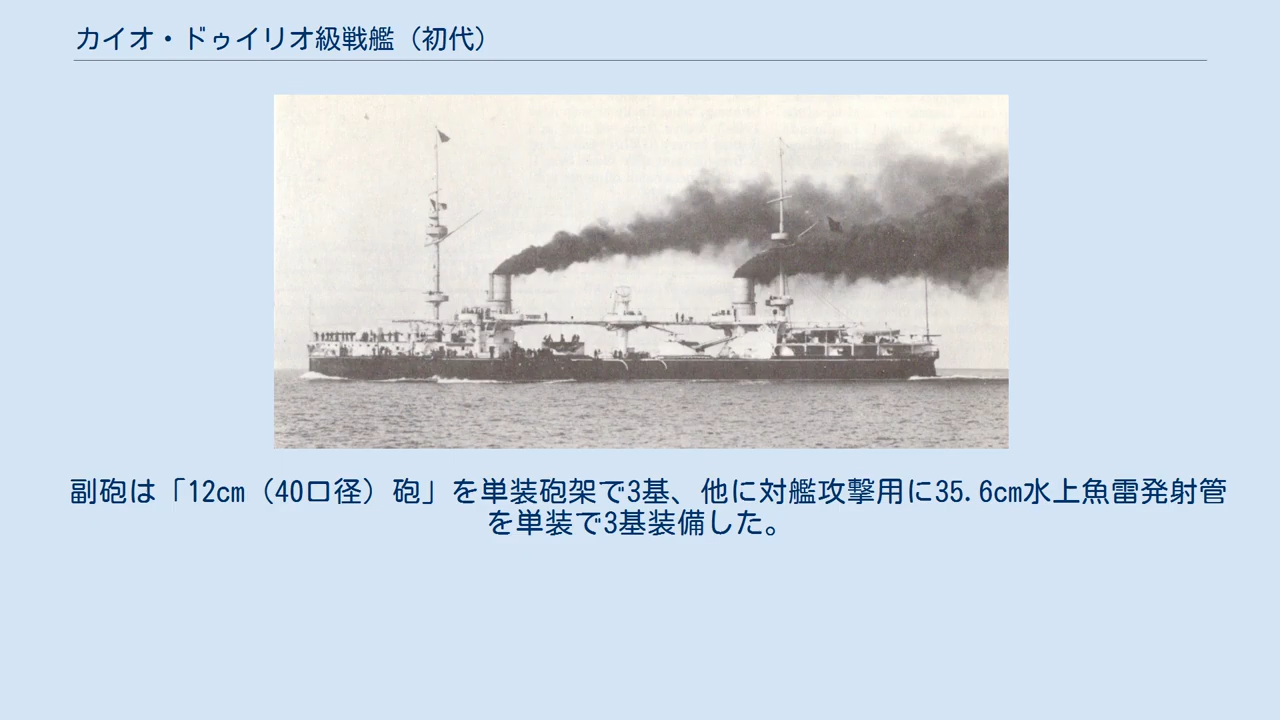 カイオ・ドゥイリオ級戦艦（初代）
副砲は「12cm（40口径）砲」を単装砲架で3基、他に対艦攻撃用に35.6cm水上魚雷発射管
を単装で3基装備した。